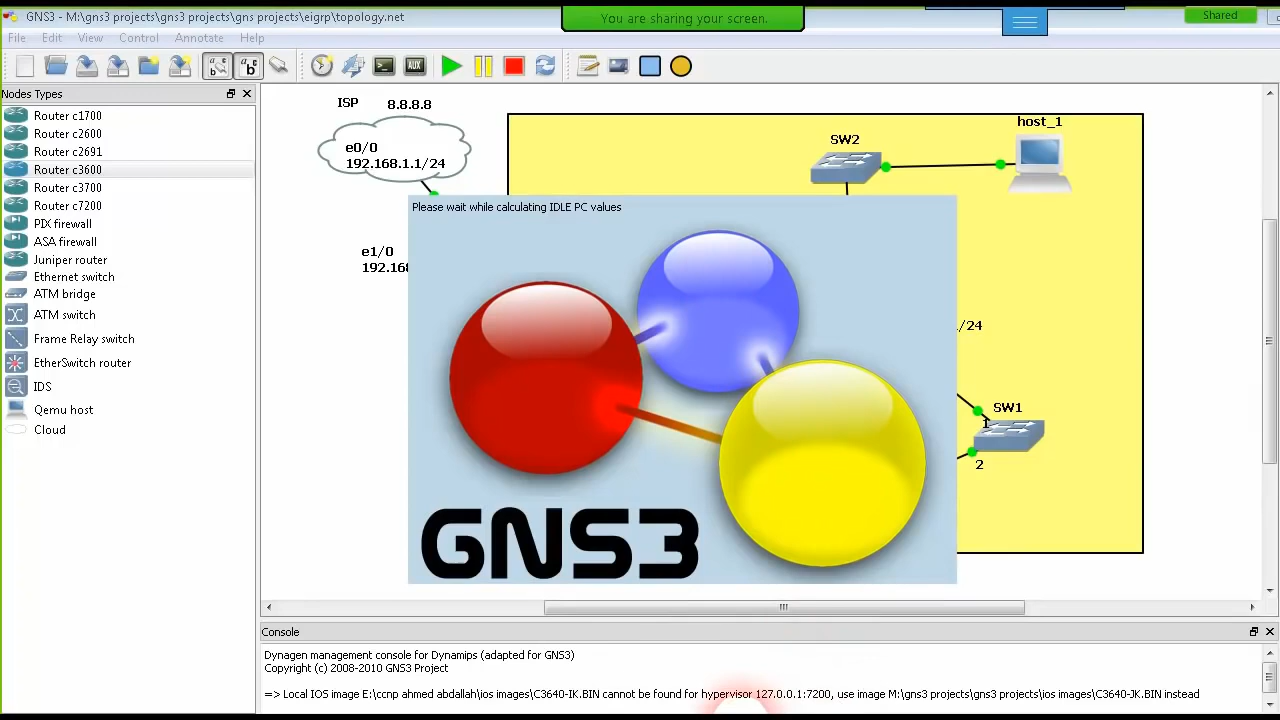 GNS3 - M:\gns3 projects\gns3 projects\gns projects\eigrp\topology.net
You are sharing your screen.
Shared
File Edit View Control Annotate Help
AUX
Nodes Types
Router c1700
Router c2600
Router c2691
Router c3600
Router c3700
Router c7200
PIX firewall
ASA firewall
Juniper router
Ethernet switch
ATM bridge
ATM switch
Frame Relay switch
EtherSwitch router
IDS
Qemu host
Cloud
ISP 8.8.8.8
e0/0
192.168.1.1/24
e1/0
192.168
SW2
host_1
Please wait while calculating IDLE PC values
GNS3
/24
SW1
1
2
Console
Dynagen management console for Dynamips (adapted for GNS3)
Copyright (c) 2008-2010 GNS3 Project
=> Local IOS image E:\ccnp ahmed abdallah\ios images\C3640-IK.BIN cannot be found for hypervisor 127.0.0.1:7200, use image M:\gns3 projects\gns3 projects\ios images\C3640-JK.BIN instead